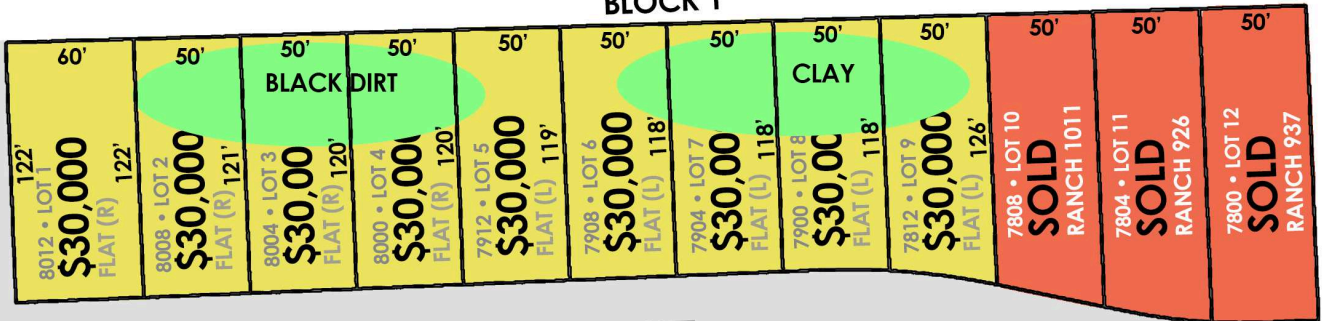 BLOCK 1
60'
50'
50'
50'
50'
50'
50'
50'
50'
50'
50'
50'
BLACK DIRT
CLAY
122'
8012 • LOT 1
$30,000
FLAT (R)
122'
8008 • LOT 2
$30,000
FLAT (R)
121'
8004 • LOT 3
$30,000
FLAT (R)
120'
8000 • LOT 4
$30,000
FLAT (R)
120'
7912 • LOT 5
$30,000
FLAT (L)
119'
7908 • LOT 6
$30,000
FLAT (L)
118'
7904 • LOT 7
$30,000
FLAT (L)
118'
7900 • LOT 8
$30,000
FLAT (L)
118'
7812 • LOT 9
$30,000
FLAT (L)
126'
7808 • LOT 10
SOLD
RANCH 1011
7804 • LOT 11
SOLD
RANCH 926
7800 • LOT 12
SOLD
RANCH 937